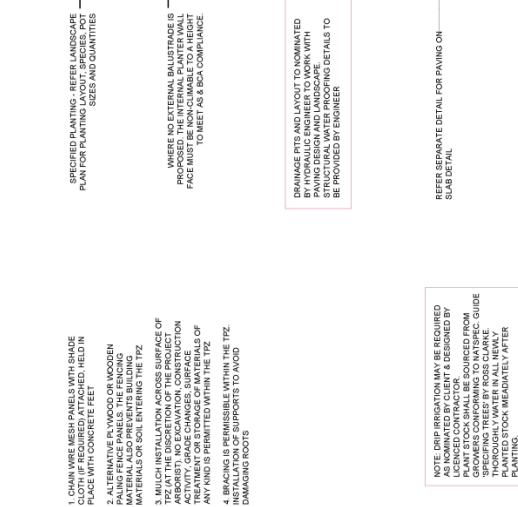 SPECIFIED PLANTING - REFER LANDSCAPE
PLAN FOR PLANTING LAYOUT, SPECIES, POT
SIZES AND QUANTITIES
WHERE NO EXTERNAL BALUSTRADE IS
PROPOSED. THE INTERNAL PLANTER WALL
FACE MUST BE NON-CLIMABLE TO A HEIGHT
TO MEET AS & BCA COMPLIANCE.
DRAINAGE PITS AND LAYOUT TO NOMINATED
BY HYDRAULIC ENGINEER TO WORK WITH
PAVING DESIGN AND LANDSCAPE.
STRUCTURAL WATER PROOFING DETAILS TO
BE PROVIDED BY ENGINEER
REFER SEPARATE DETAIL FOR PAVING ON
SLAB DETAIL
1. CHAIN WIRE MESH PANELS WITH SHADE
CLOTH (IF REQUIRED) ATTACHED, HELD IN
PLACE WITH CONCRETE FEET
2. ALTERNATIVE PLYWOOD OR WOODEN
PALING FENCE PANELS. THE FENCING
MATERIAL ALSO PREVENTS BUILDING
MATERIALS OR SOIL ENTERING THE TPZ
3. MULCH INSTALLATION ACROSS SURFACE OF
TPZ (AT THE DISCRETION OF THE PROJECT
ARBORIST). NO EXCAVATION, CONSTRUCTION
ACTIVITY, GRADE CHANGES, SURFACE
TREATMENT OR STORAGE OF MATERIALS OF
ANY KIND IS PERMITTED WITHIN THE TPZ
4. BRACING IS PERMISSIBLE WITHIN THE TPZ.
INSTALLATION OF SUPPORTS TO AVOID
DAMAGING ROOTS
NOTE: DRIP IRRIGATION MAY BE REQUIRED
AS NOMINATED BY CLIENT & DESIGNED BY
LICENCED CONTRACTOR.
PLANT STOCK SHALL BE SOURCED FROM
GROWERS CONFORMING TO NATSPEC. GUIDE
'SPECIFING TREES' BY ROSS CLARKE.
THOROUGHLY WATER IN ALL NEWLY
PLANTED STOCK IMEADIATELY AFTER
PLANTING.